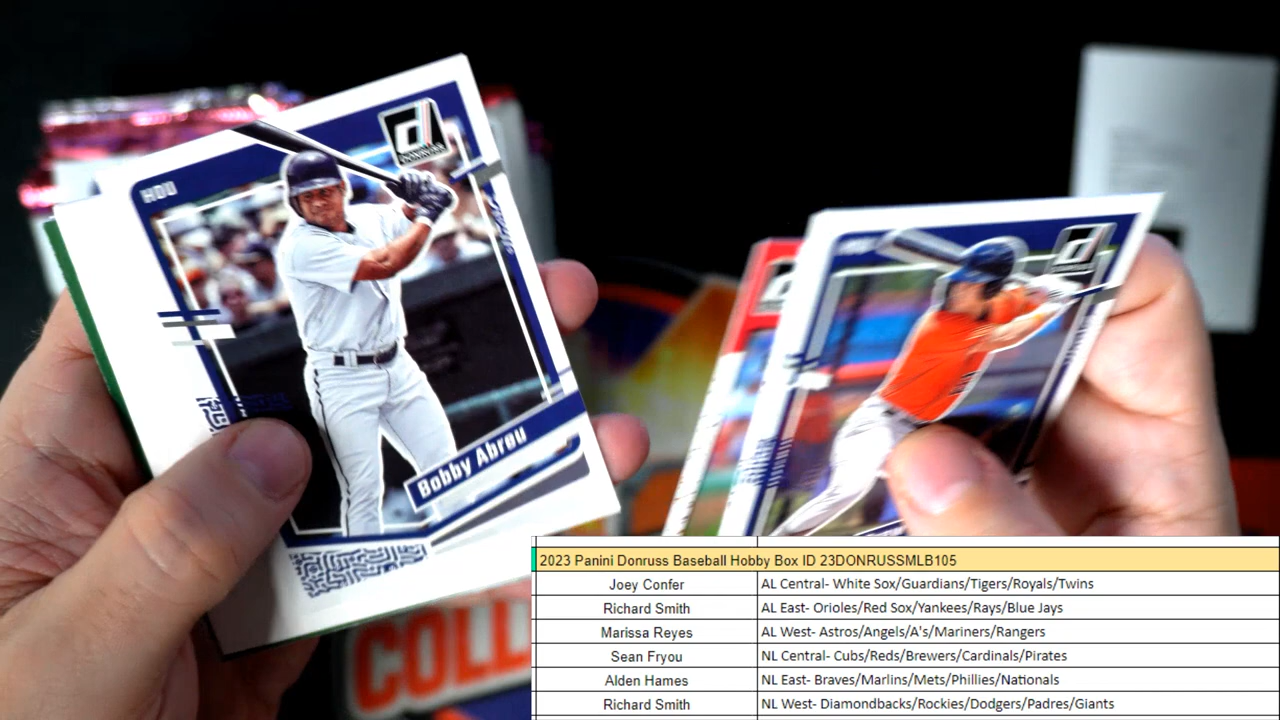 HOU
DONRUSS
Bobby Abreu
COLL
2023 Panini Donruss Baseball Hobby Box ID 23DONRUSSMLB105
Joey Confer AL Central- White Sox/Guardians/Tigers/Royals/Twins
Richard Smith AL East- Orioles/Red Sox/Yankees/Rays/Blue Jays
Marissa Reyes AL West- Astros/Angels/A's/Mariners/Rangers
Sean Fryou NL Central- Cubs/Reds/Brewers/Cardinals/Pirates
Alden Hames NL East- Braves/Marlins/Mets/Phillies/Nationals
Richard Smith NL West- Diamondbacks/Rockies/Dodgers/Padres/Giants